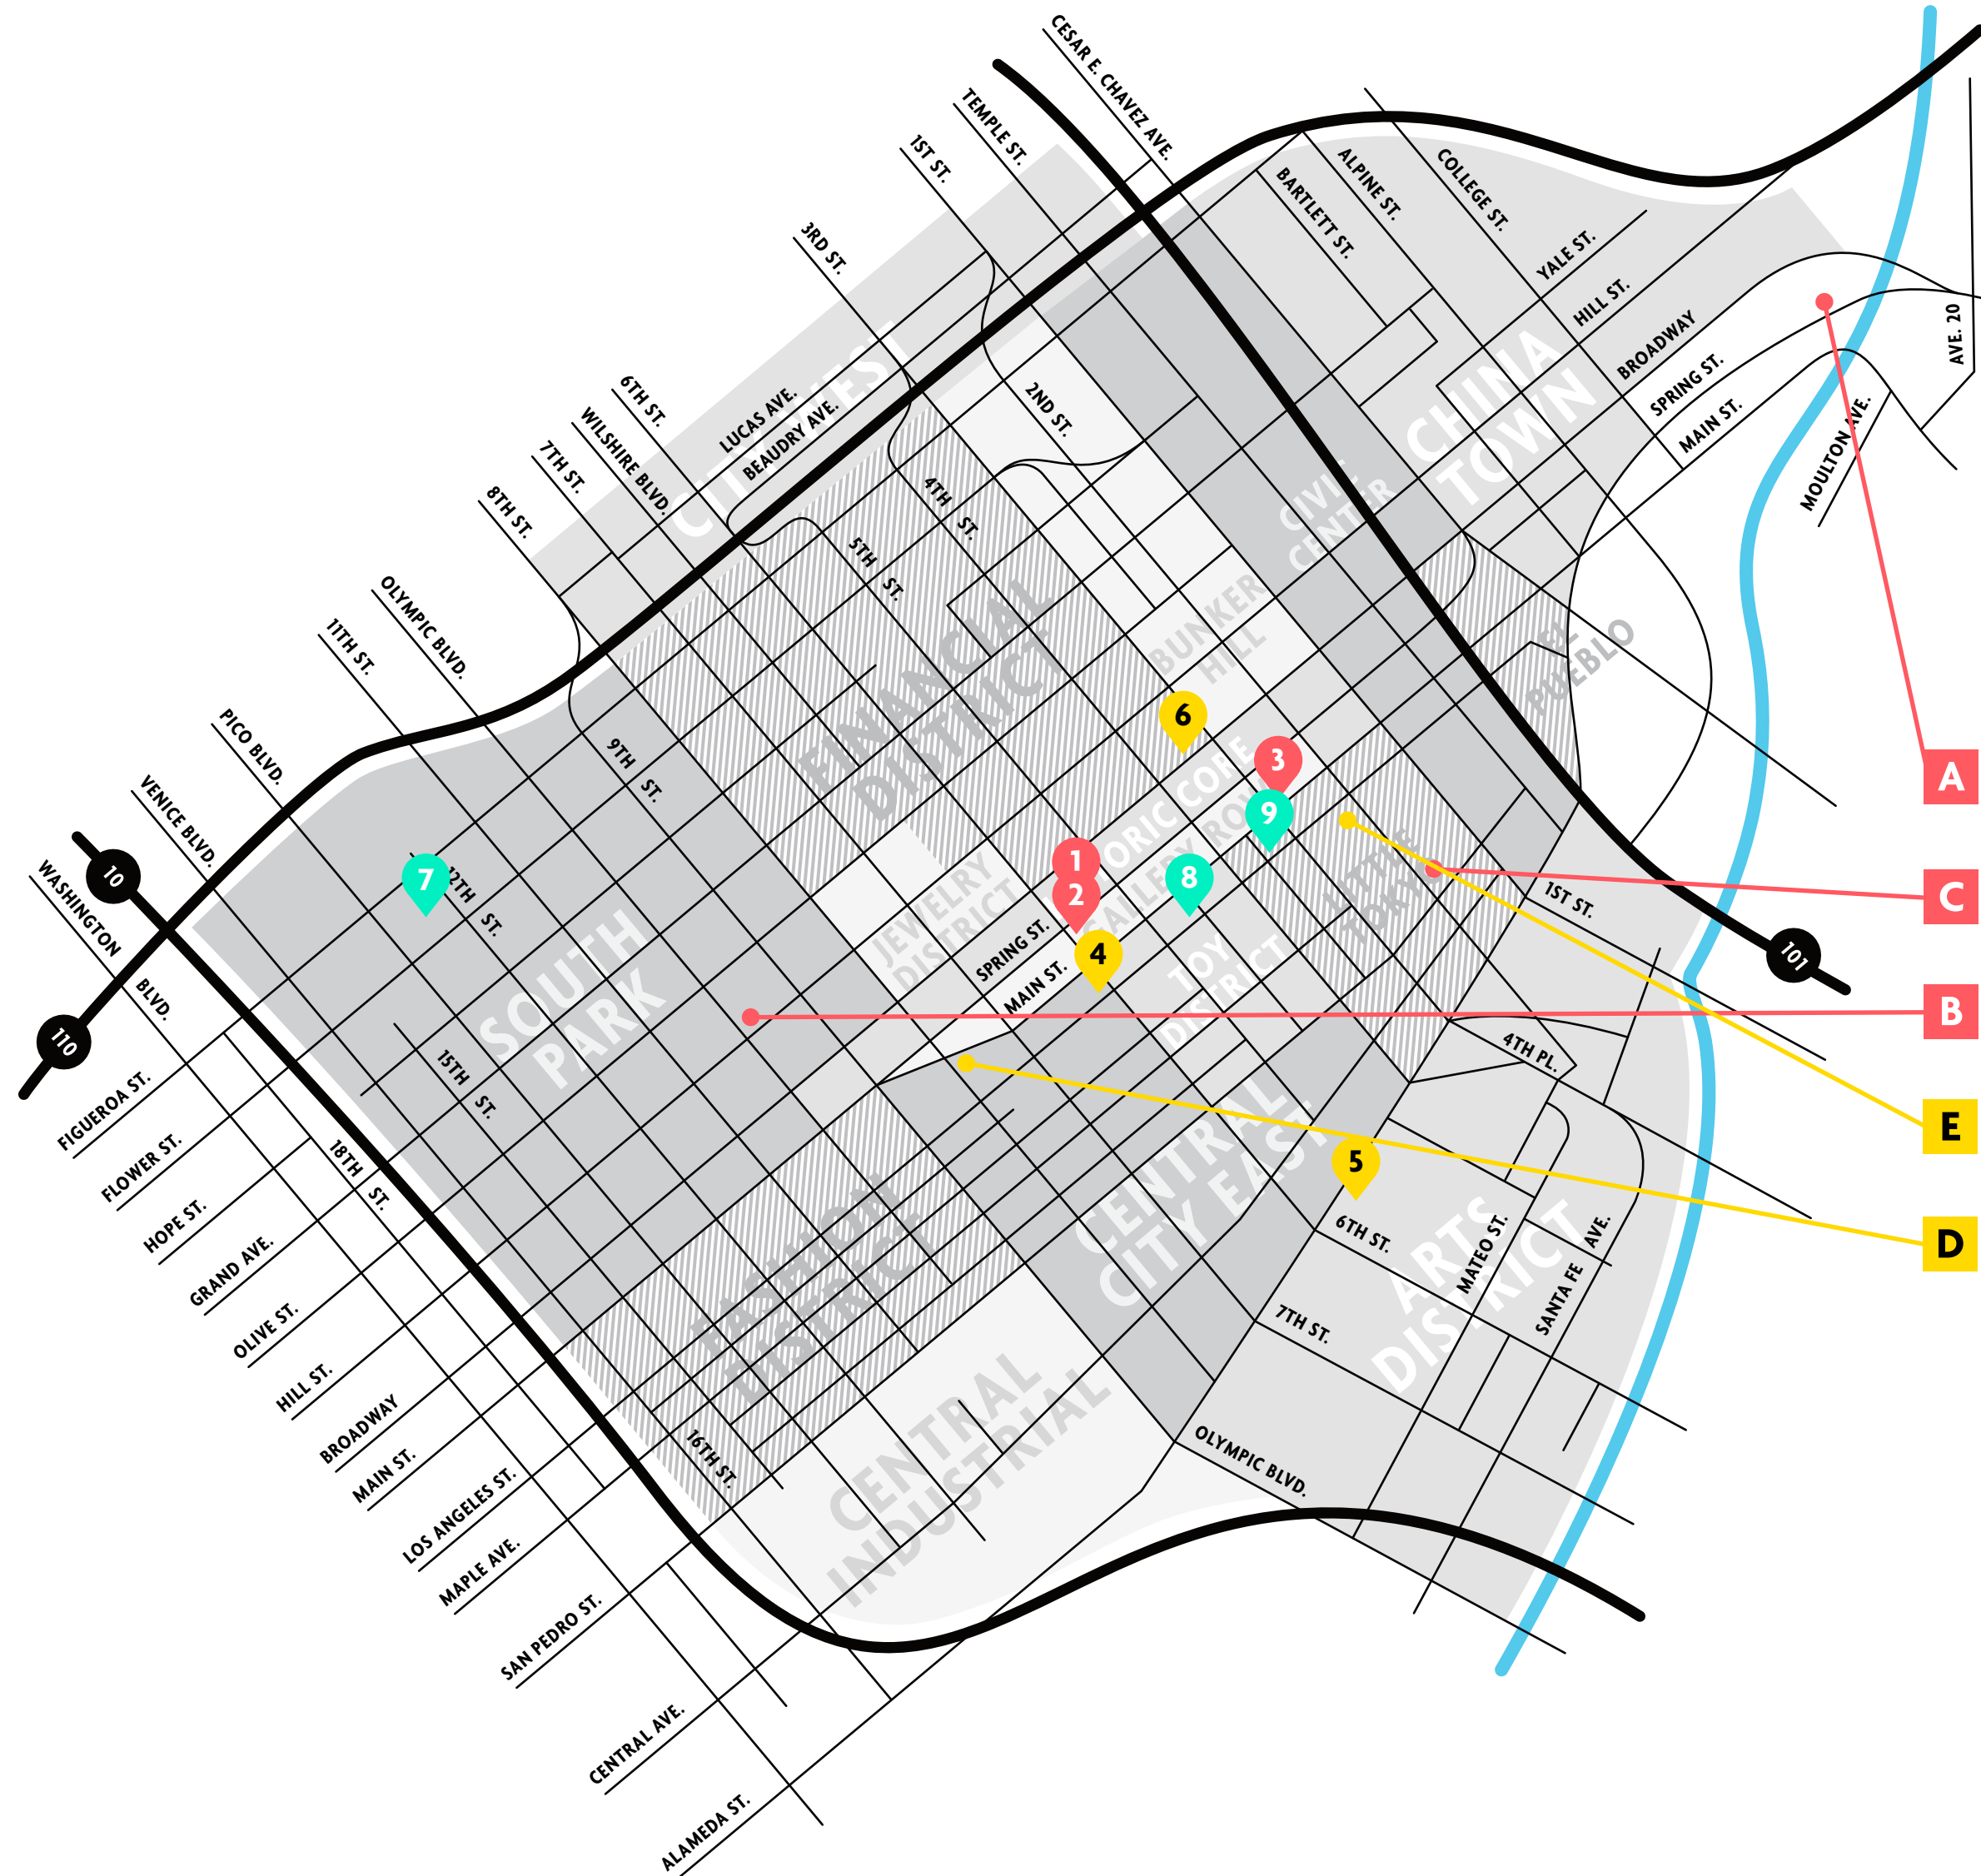 CESAR E. CHAVEZ AVE.
TEMPLE ST.
1ST ST.
3RD ST.
BARTLETT ST.
ALPINE ST.
COLLEGE ST.
YALE ST.
HILL ST.
BROADWAY
SPRING ST.
MAIN ST.
AVE. 20
MOULTON AVE.
CHINA
TOWN
6TH ST.
WILSHIRE BLVD.
7TH ST.
8TH ST.
LUCAS AVE.
BEAUDRY AVE.
CITY WEST
2ND ST.
4TH ST.
5TH ST.
CIVIC
CENTER
BUNKER
HILL
EL
PUEBLO
FINANCIAL
DISTRICT
OLYMPIC BLVD.
11TH ST.
PICO BLVD.
VENICE BLVD.
WASHINGTON BLVD.
9TH ST.
12TH ST.
15TH ST.
18TH ST.
16TH ST.
10
110
101
6
3
9
1
2
8
4
7
5
A
C
B
E
D
JEWELRY
DISTRICT
SPRING ST.
MAIN ST.
LITTLE
TOKYO
TOY
DISTRICT
SOUTH
PARK
1ST ST.
4TH PL.
CENTRAL
CITY EAST
FASHION
DISTRICT
ARTS
DISTRICT
6TH ST.
7TH ST.
MATEO ST.
SANTA FE AVE.
OLYMPIC BLVD.
CENTRAL
INDUSTRIAL
FIGUEROA ST.
FLOWER ST.
HOPE ST.
GRAND AVE.
OLIVE ST.
HILL ST.
BROADWAY
MAIN ST.
LOS ANGELES ST.
MAPLE AVE.
SAN PEDRO ST.
CENTRAL AVE.
ALAMEDA ST.